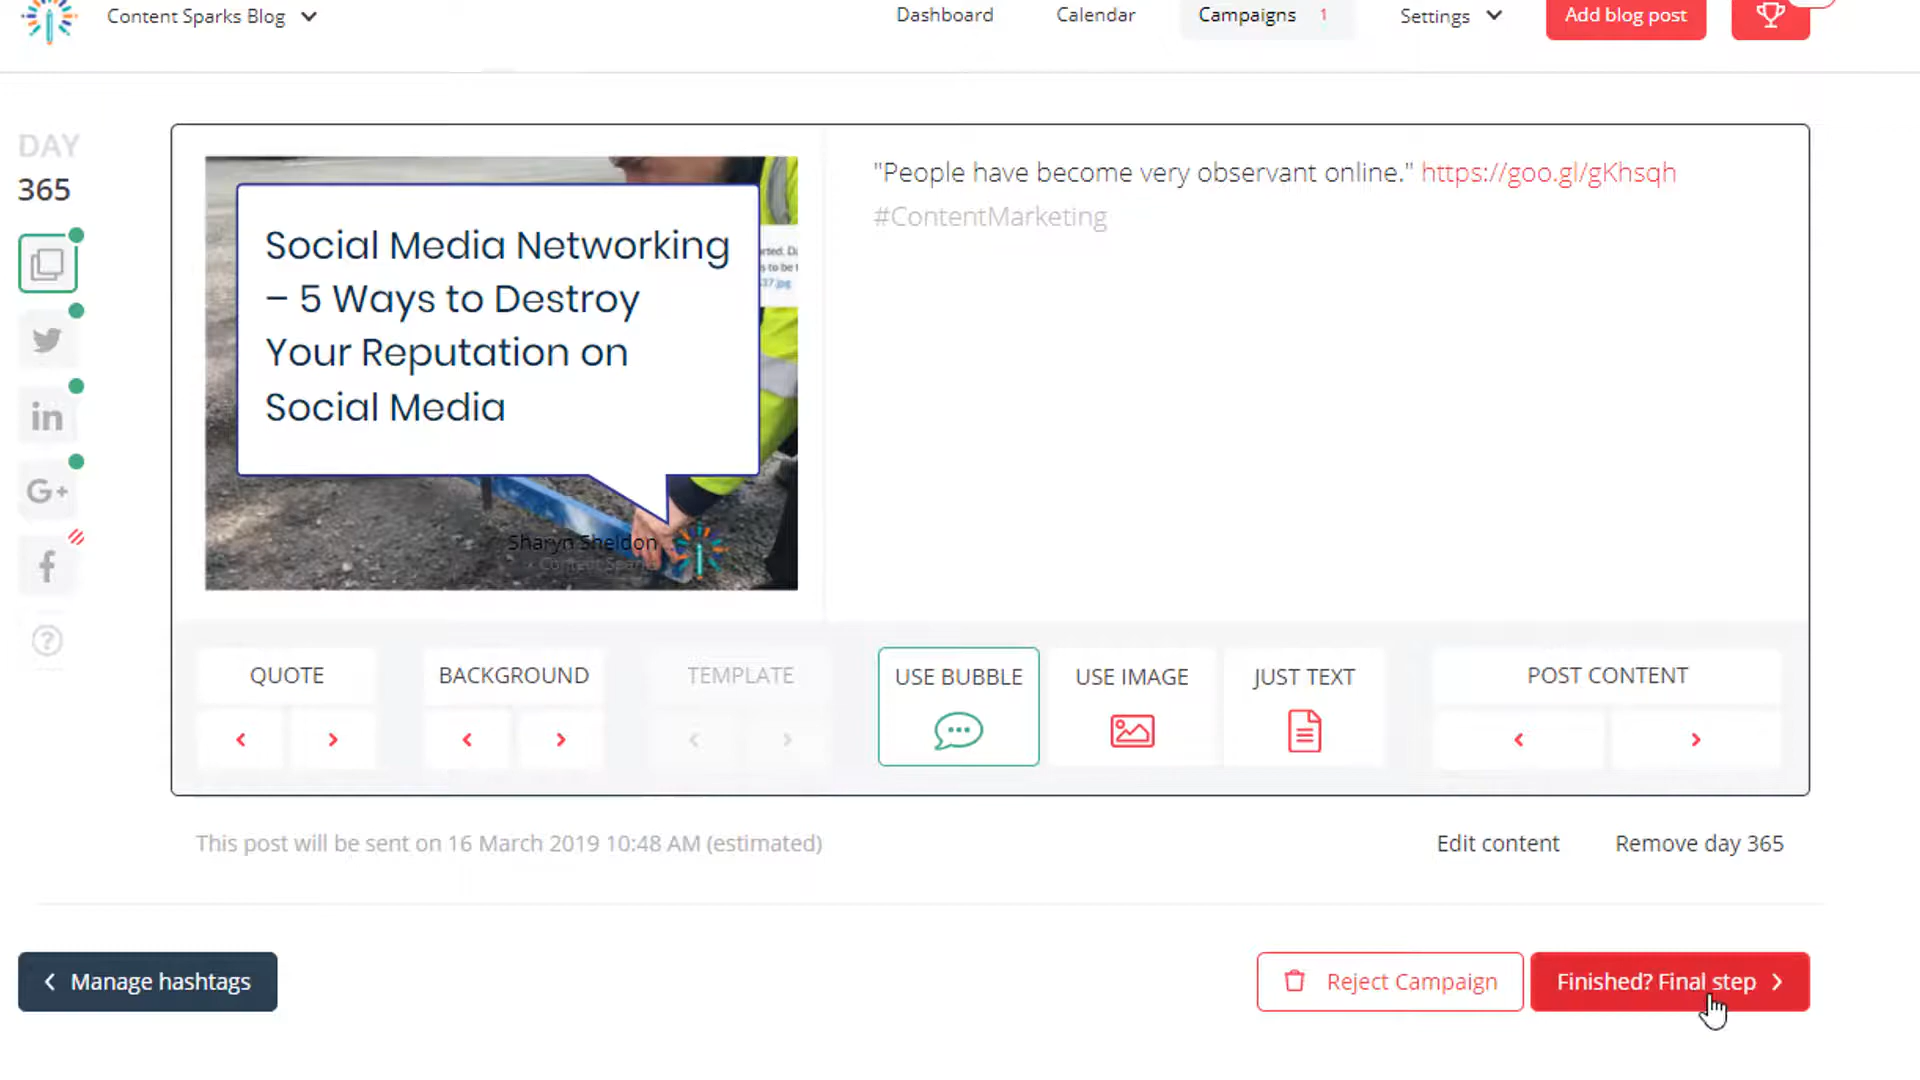 Content Sparks Blog
Dashboard
Calendar
Campaigns 1
Settings
Add blog post
DAY
365
"People have become very observant online." https://goo.gl/gKhsqh
#ContentMarketing
Social Media Networking
– 5 Ways to Destroy
Your Reputation on
Social Media
Sharyn Sheldon
in
G+
f
?
QUOTE
BACKGROUND
TEMPLATE
USE BUBBLE
USE IMAGE
JUST TEXT
POST CONTENT
This post will be sent on 16 March 2019 10:48 AM (estimated)
Edit content
Remove day 365
Manage hashtags
Reject Campaign
Finished? Final step